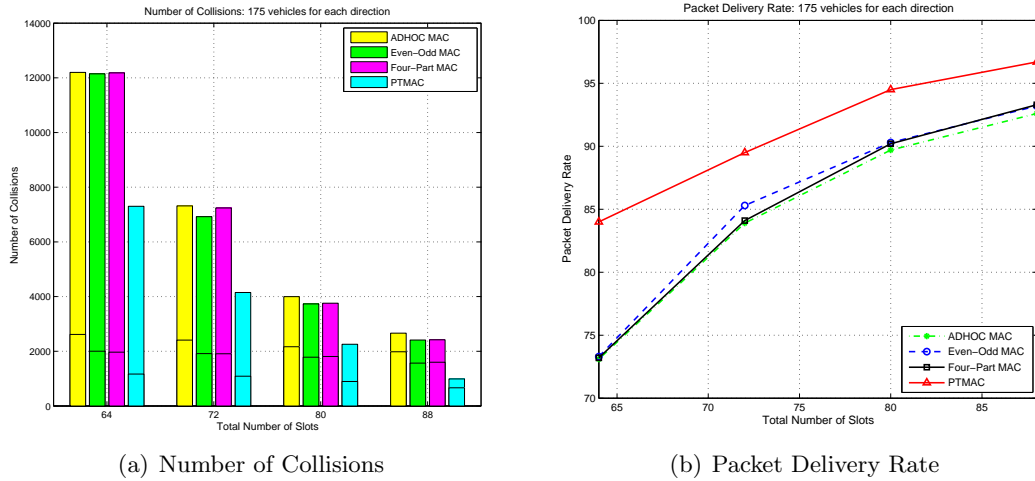 Number of Collisions: 175 vehicles for each direction
14000
12000
10000
8000
6000
4000
2000
0
Number of Collisions
64
72
80
88
Total Number of Slots
ADHOC MAC
Even−Odd MAC
Four−Part MAC
PTMAC
(a) Number of Collisions
Packet Delivery Rate: 175 vehicles for each direction
100
95
90
85
80
75
70
Packet Delivery Rate
65
70
75
80
85
Total Number of Slots
ADHOC MAC
Even−Odd MAC
Four−Part MAC
PTMAC
(b) Packet Delivery Rate